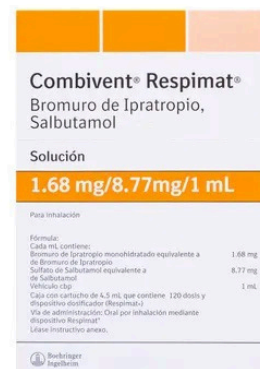 Combivent® Respimat®
Bromuro de Ipratropio,
Salbutamol
Solución
1.68 mg/8.77mg/1 mL
Para inhalación
Fórmula:
Cada mL contiene:
Bromuro de Ipratropio monohidratado equivalente a 1.68 mg
de Bromuro de Ipratropio
Sulfato de Salbutamol equivalente a 8.77 mg
de Salbutamol
Vehículo cbp 1 mL
Caja con cartucho de 4.5 mL que contiene 120 dosis y
dispositivo dosificador (Respimat®)
Vía de administración: Oral por inhalación mediante
dispositivo Respimat®
Léase instructivo anexo.
Boehringer
Ingelheim